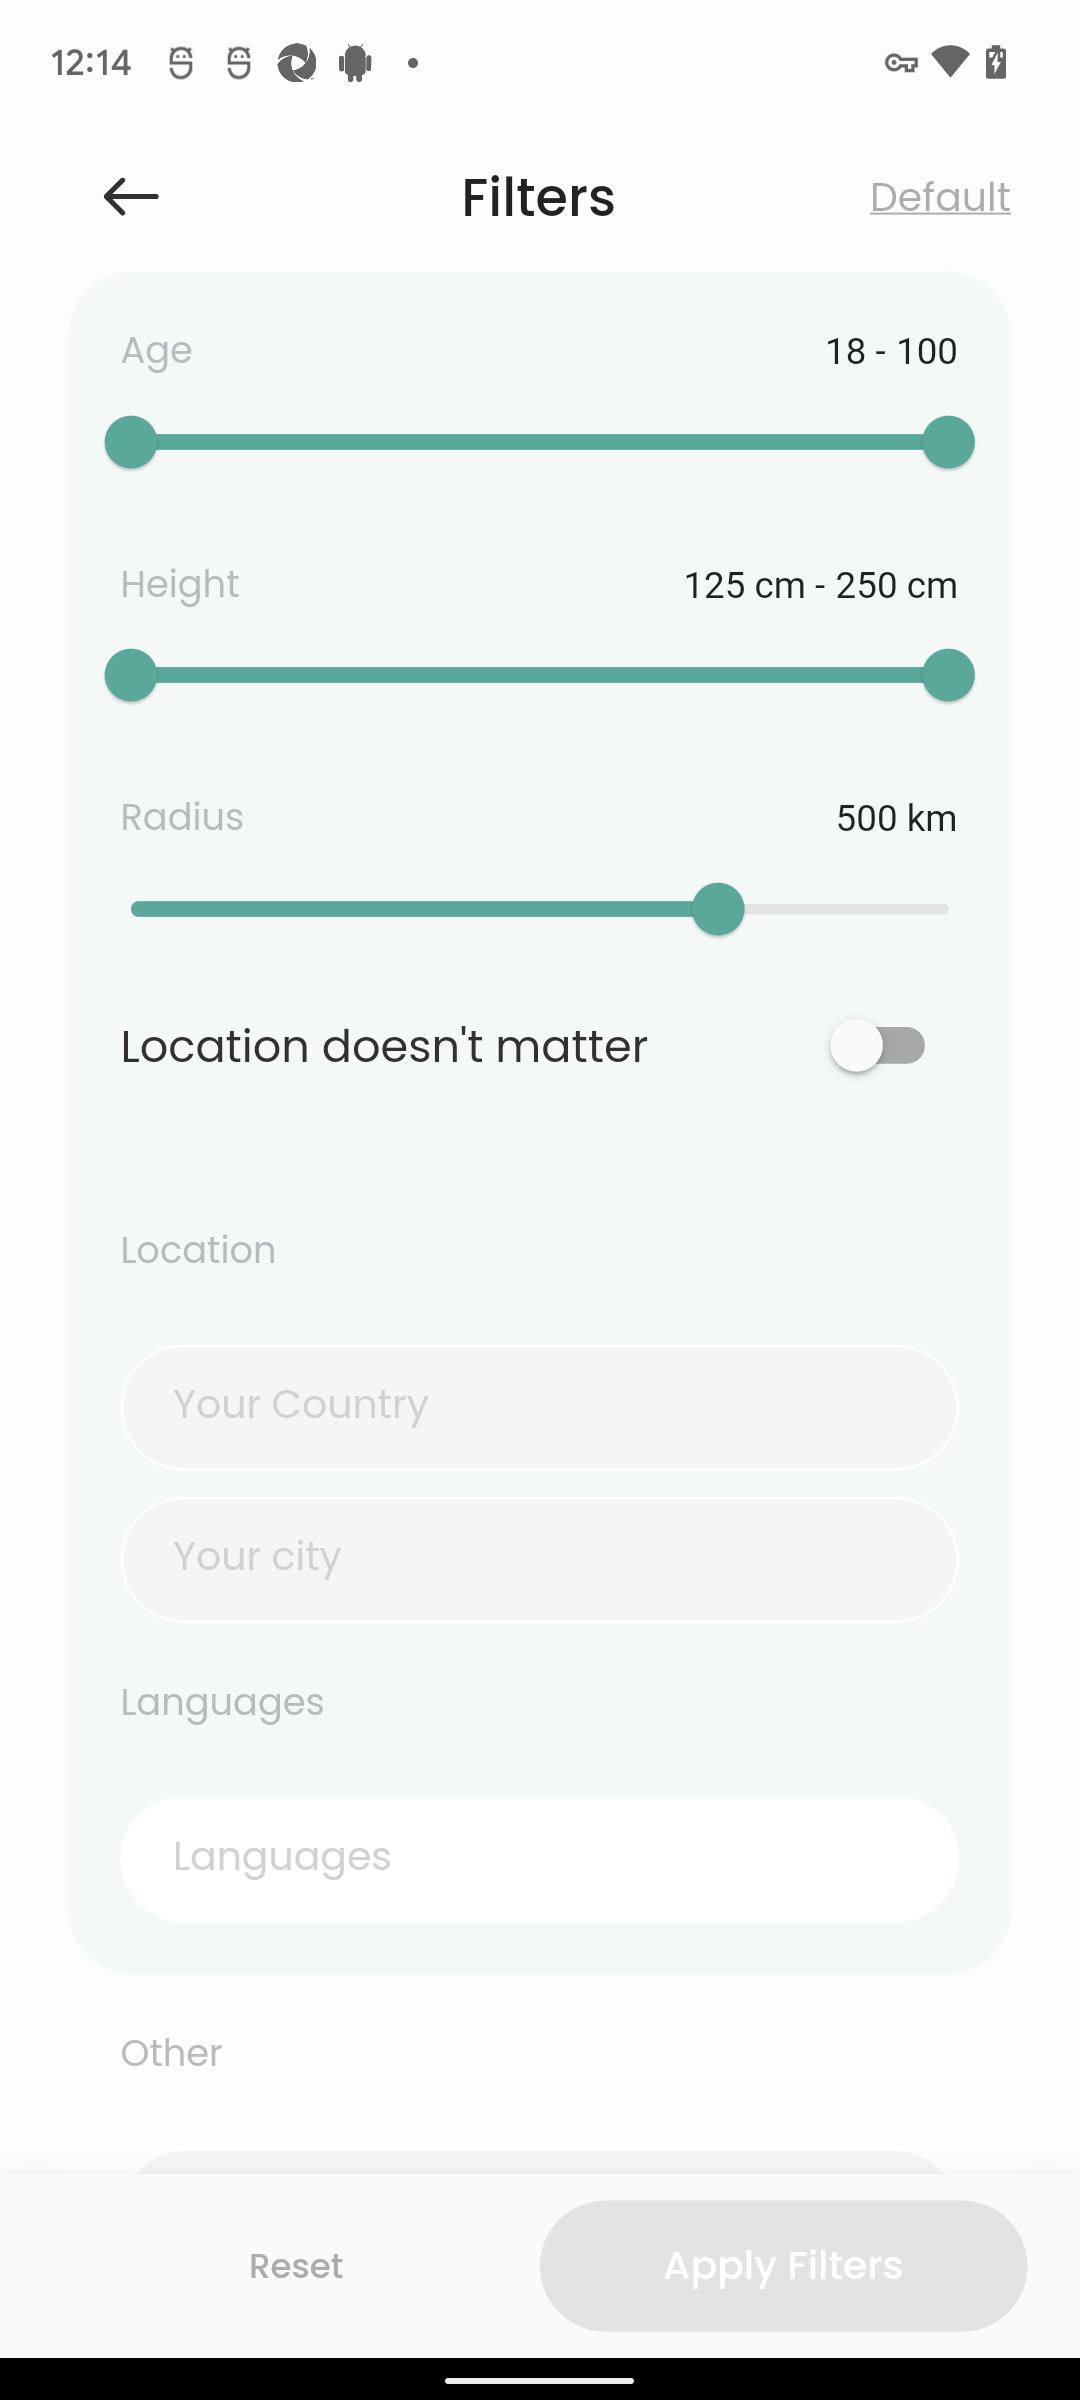 12:14
Filters
Default
Age
18 - 100
Height
125 cm - 250 cm
Radius
500 km
Location doesn't matter
Location
Your Country
Your city
Languages
Languages
Other
Reset
Apply Filters